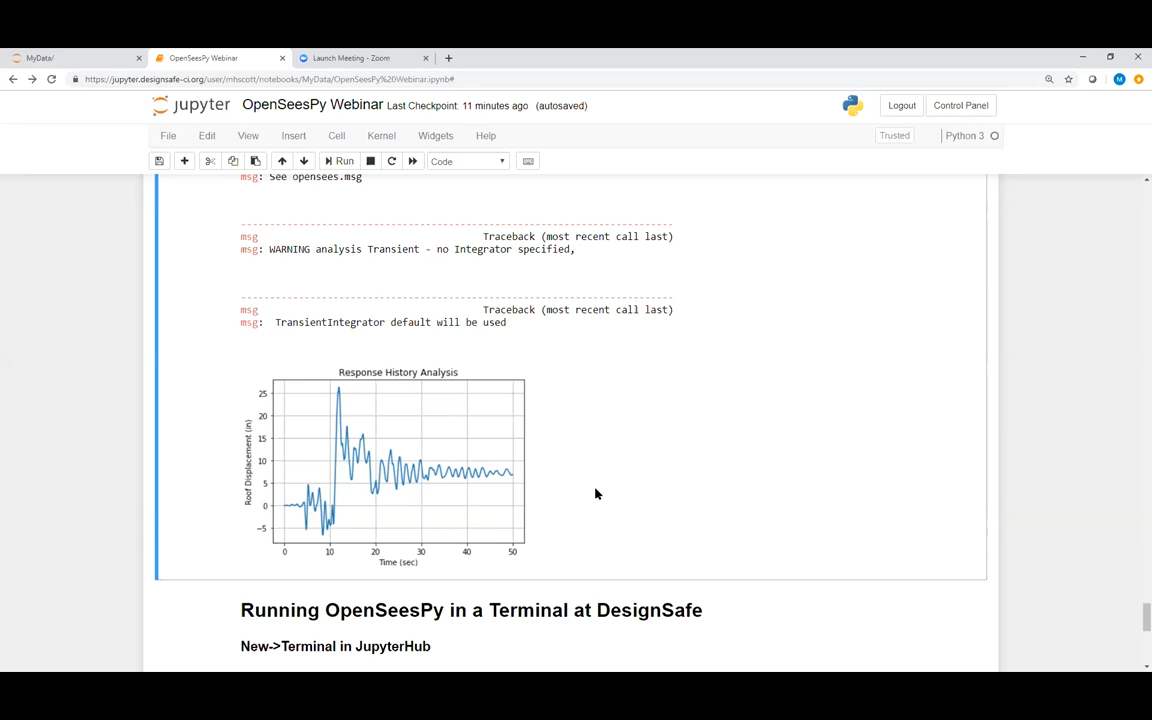 MyData/
OpenSeesPy Webinar
Launch Meeting - Zoom
https://jupyter.designsafe-ci.org/user/mhscott/notebooks/MyData/OpenSeesPy%20Webinar.ipynb#
M
jupyter OpenSeesPy Webinar Last Checkpoint: 11 minutes ago (autosaved)
Logout
Control Panel
File Edit View Insert Cell Kernel Widgets Help
Trusted
Python 3
Run
Code
msg: See opensees.msg
---------------------------------------------------------------------------
msg Traceback (most recent call last)
msg: WARNING analysis Transient - no Integrator specified,
---------------------------------------------------------------------------
msg Traceback (most recent call last)
msg: TransientIntegrator default will be used
Response History Analysis
25
20
15
10
5
0
−5
Roof Displacement (in)
0 10 20 30 40 50
Time (sec)
Running OpenSeesPy in a Terminal at DesignSafe
New->Terminal in JupyterHub